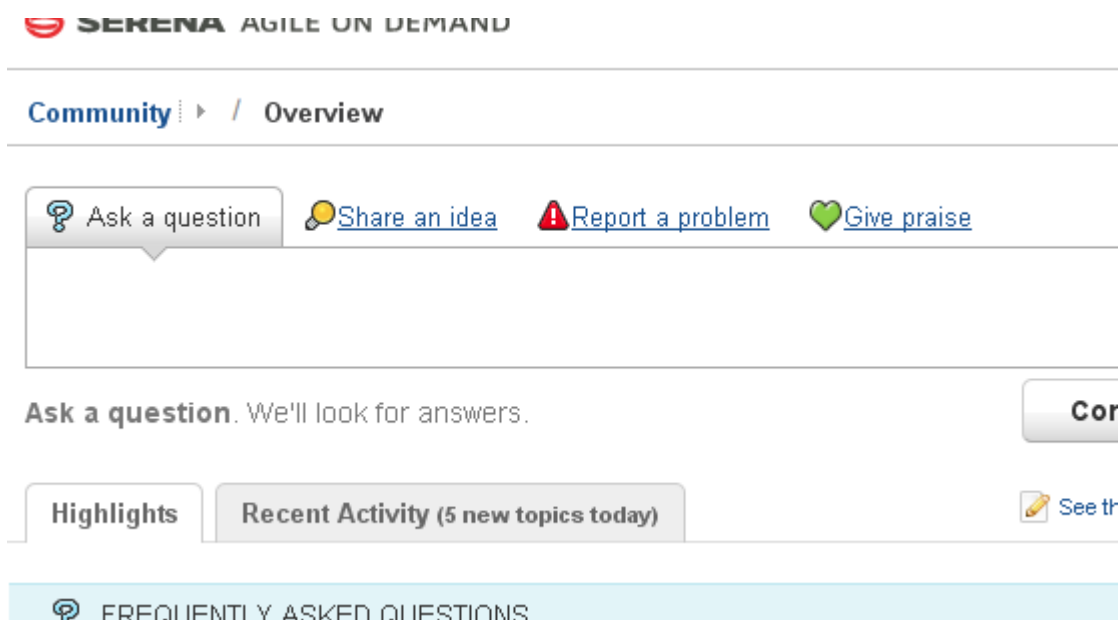 SERENA AGILE ON DEMAND
Community / Overview
Ask a question Share an idea Report a problem Give praise
Ask a question. We'll look for answers.
Highlights Recent Activity (5 new topics today)
See
FREQUENTLY ASKED QUESTIONS